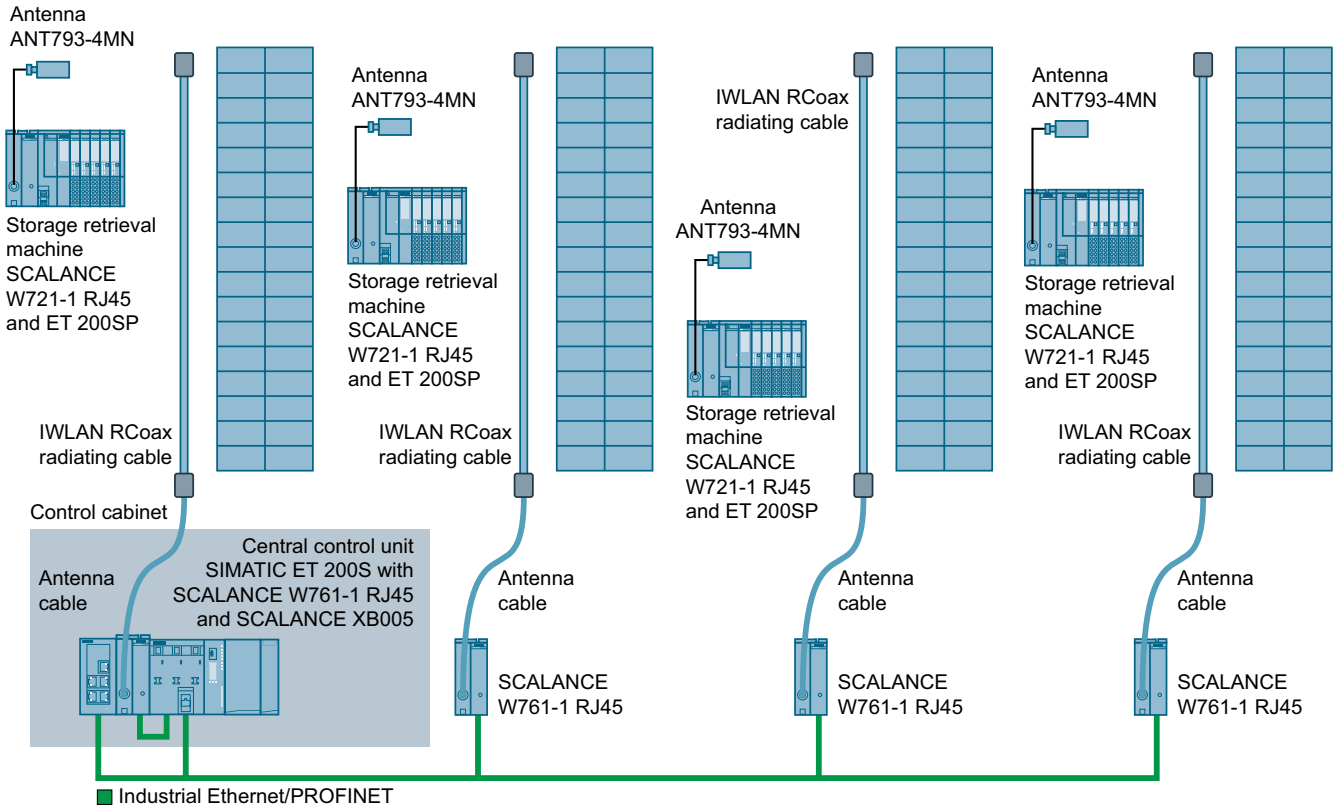 Antenna
ANT793-4MN
Storage retrieval
machine
SCALANCE
W721-1 RJ45
and ET 200SP
IWLAN RCoax
radiating cable
Antenna
ANT793-4MN
Storage retrieval
machine
SCALANCE
W721-1 RJ45
and ET 200SP
IWLAN RCoax
radiating cable
IWLAN RCoax
radiating cable
Antenna
ANT793-4MN
Storage retrieval
machine
SCALANCE
W721-1 RJ45
and ET 200SP
Antenna
ANT793-4MN
Storage retrieval
machine
SCALANCE
W721-1 RJ45
and ET 200SP
IWLAN RCoax
radiating cable
Control cabinet
Central control unit
SIMATIC ET 200S with
SCALANCE W761-1 RJ45
and SCALANCE XB005
Antenna
cable
Antenna
cable
SCALANCE
W761-1 RJ45
Antenna
cable
SCALANCE
W761-1 RJ45
Antenna
cable
SCALANCE
W761-1 RJ45
Industrial Ethernet/PROFINET